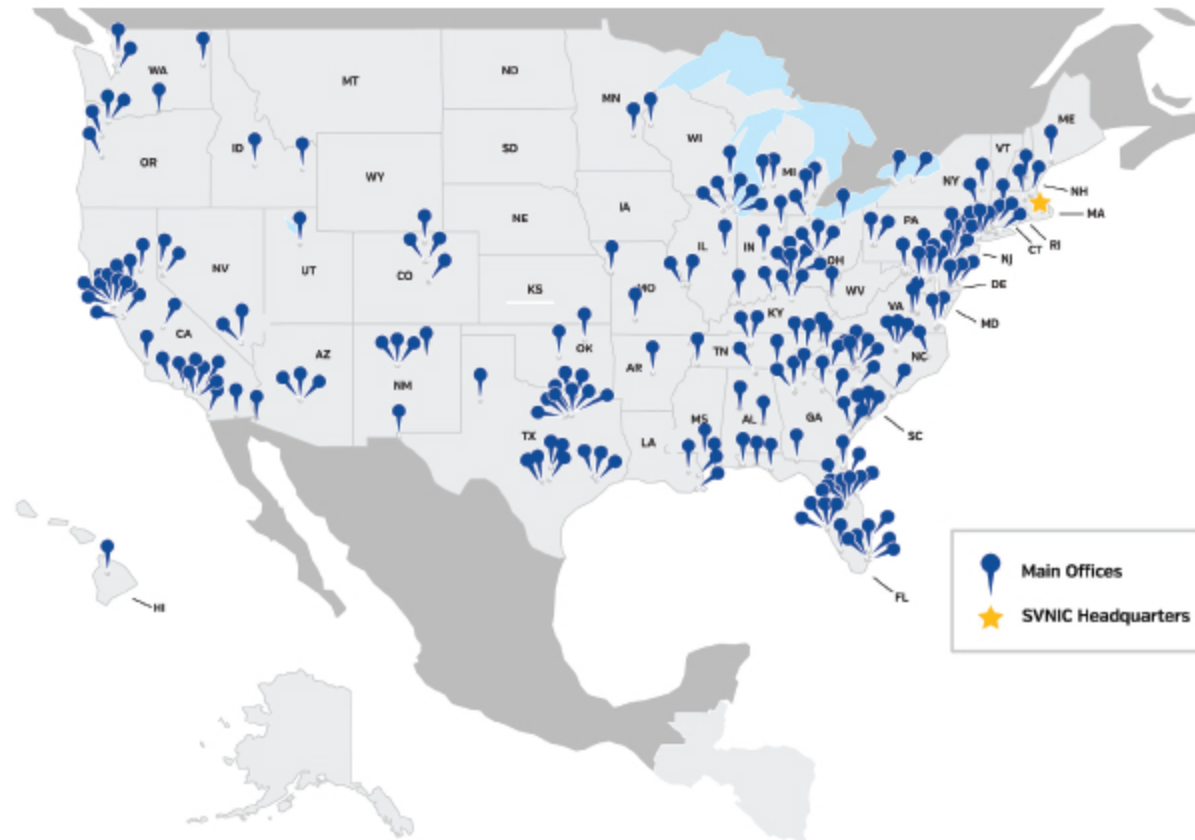 WA
MT
ND
MN
ME
WI
VT
OR
ID
SD
MI
NY
NH
WY
MA
IA
PA
NE
RI
CT
IL
IN
NJ
OH
NV
UT
CO
DE
KS
MO
WV
VA
MD
KY
CA
AZ
OK
TN
NC
AR
NM
MS
AL
GA
TX
LA
SC
Main Offices
FL
HI
SVNIC Headquarters